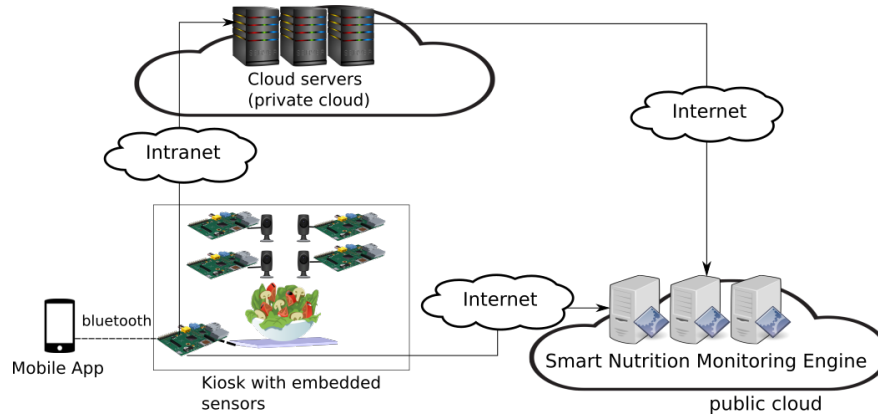 Cloud servers
(private cloud)
Internet
Intranet
Internet
bluetooth
Mobile App
Kiosk with embedded
sensors
Smart Nutrition Monitoring Engine
public cloud